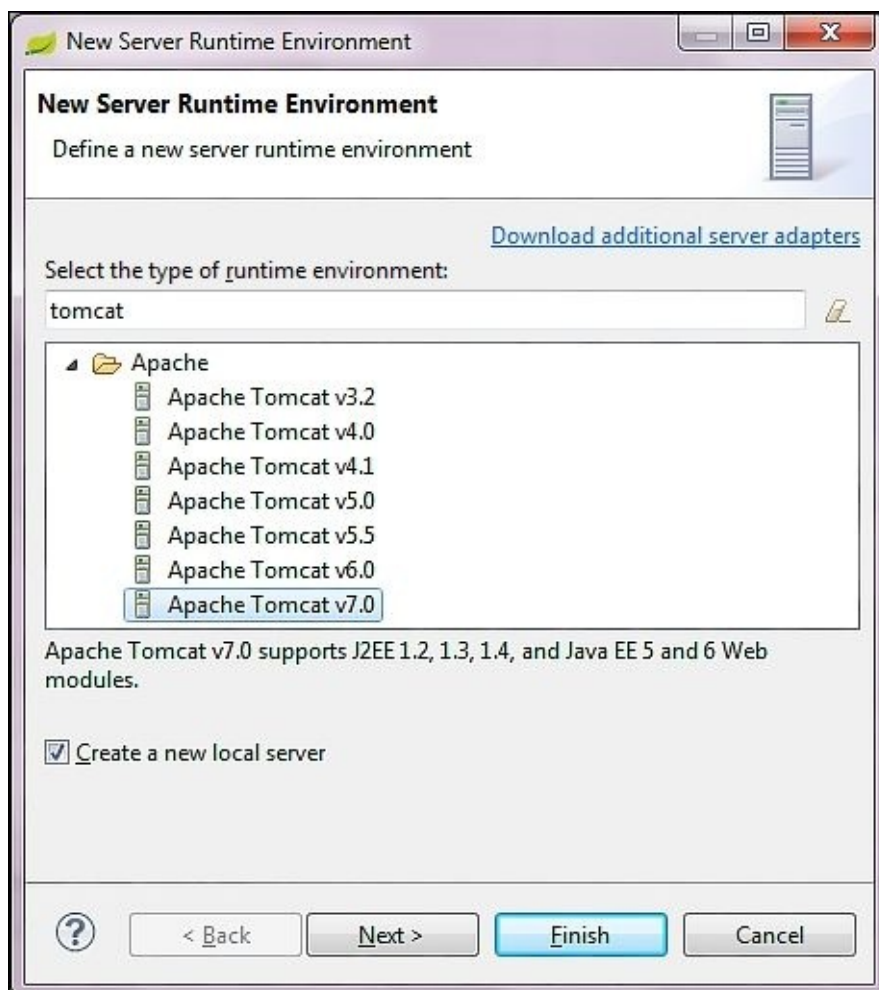 New Server Runtime Environment
New Server Runtime Environment
Define a new server runtime environment
Download additional server adapters
Select the type of runtime environment:
tomcat
Apache
Apache Tomcat v3.2
Apache Tomcat v4.0
Apache Tomcat v4.1
Apache Tomcat v5.0
Apache Tomcat v5.5
Apache Tomcat v6.0
Apache Tomcat v7.0
Apache Tomcat v7.0 supports J2EE 1.2, 1.3, 1.4, and Java EE 5 and 6 Web
modules.
Create a new local server
? < Back Next > Finish Cancel